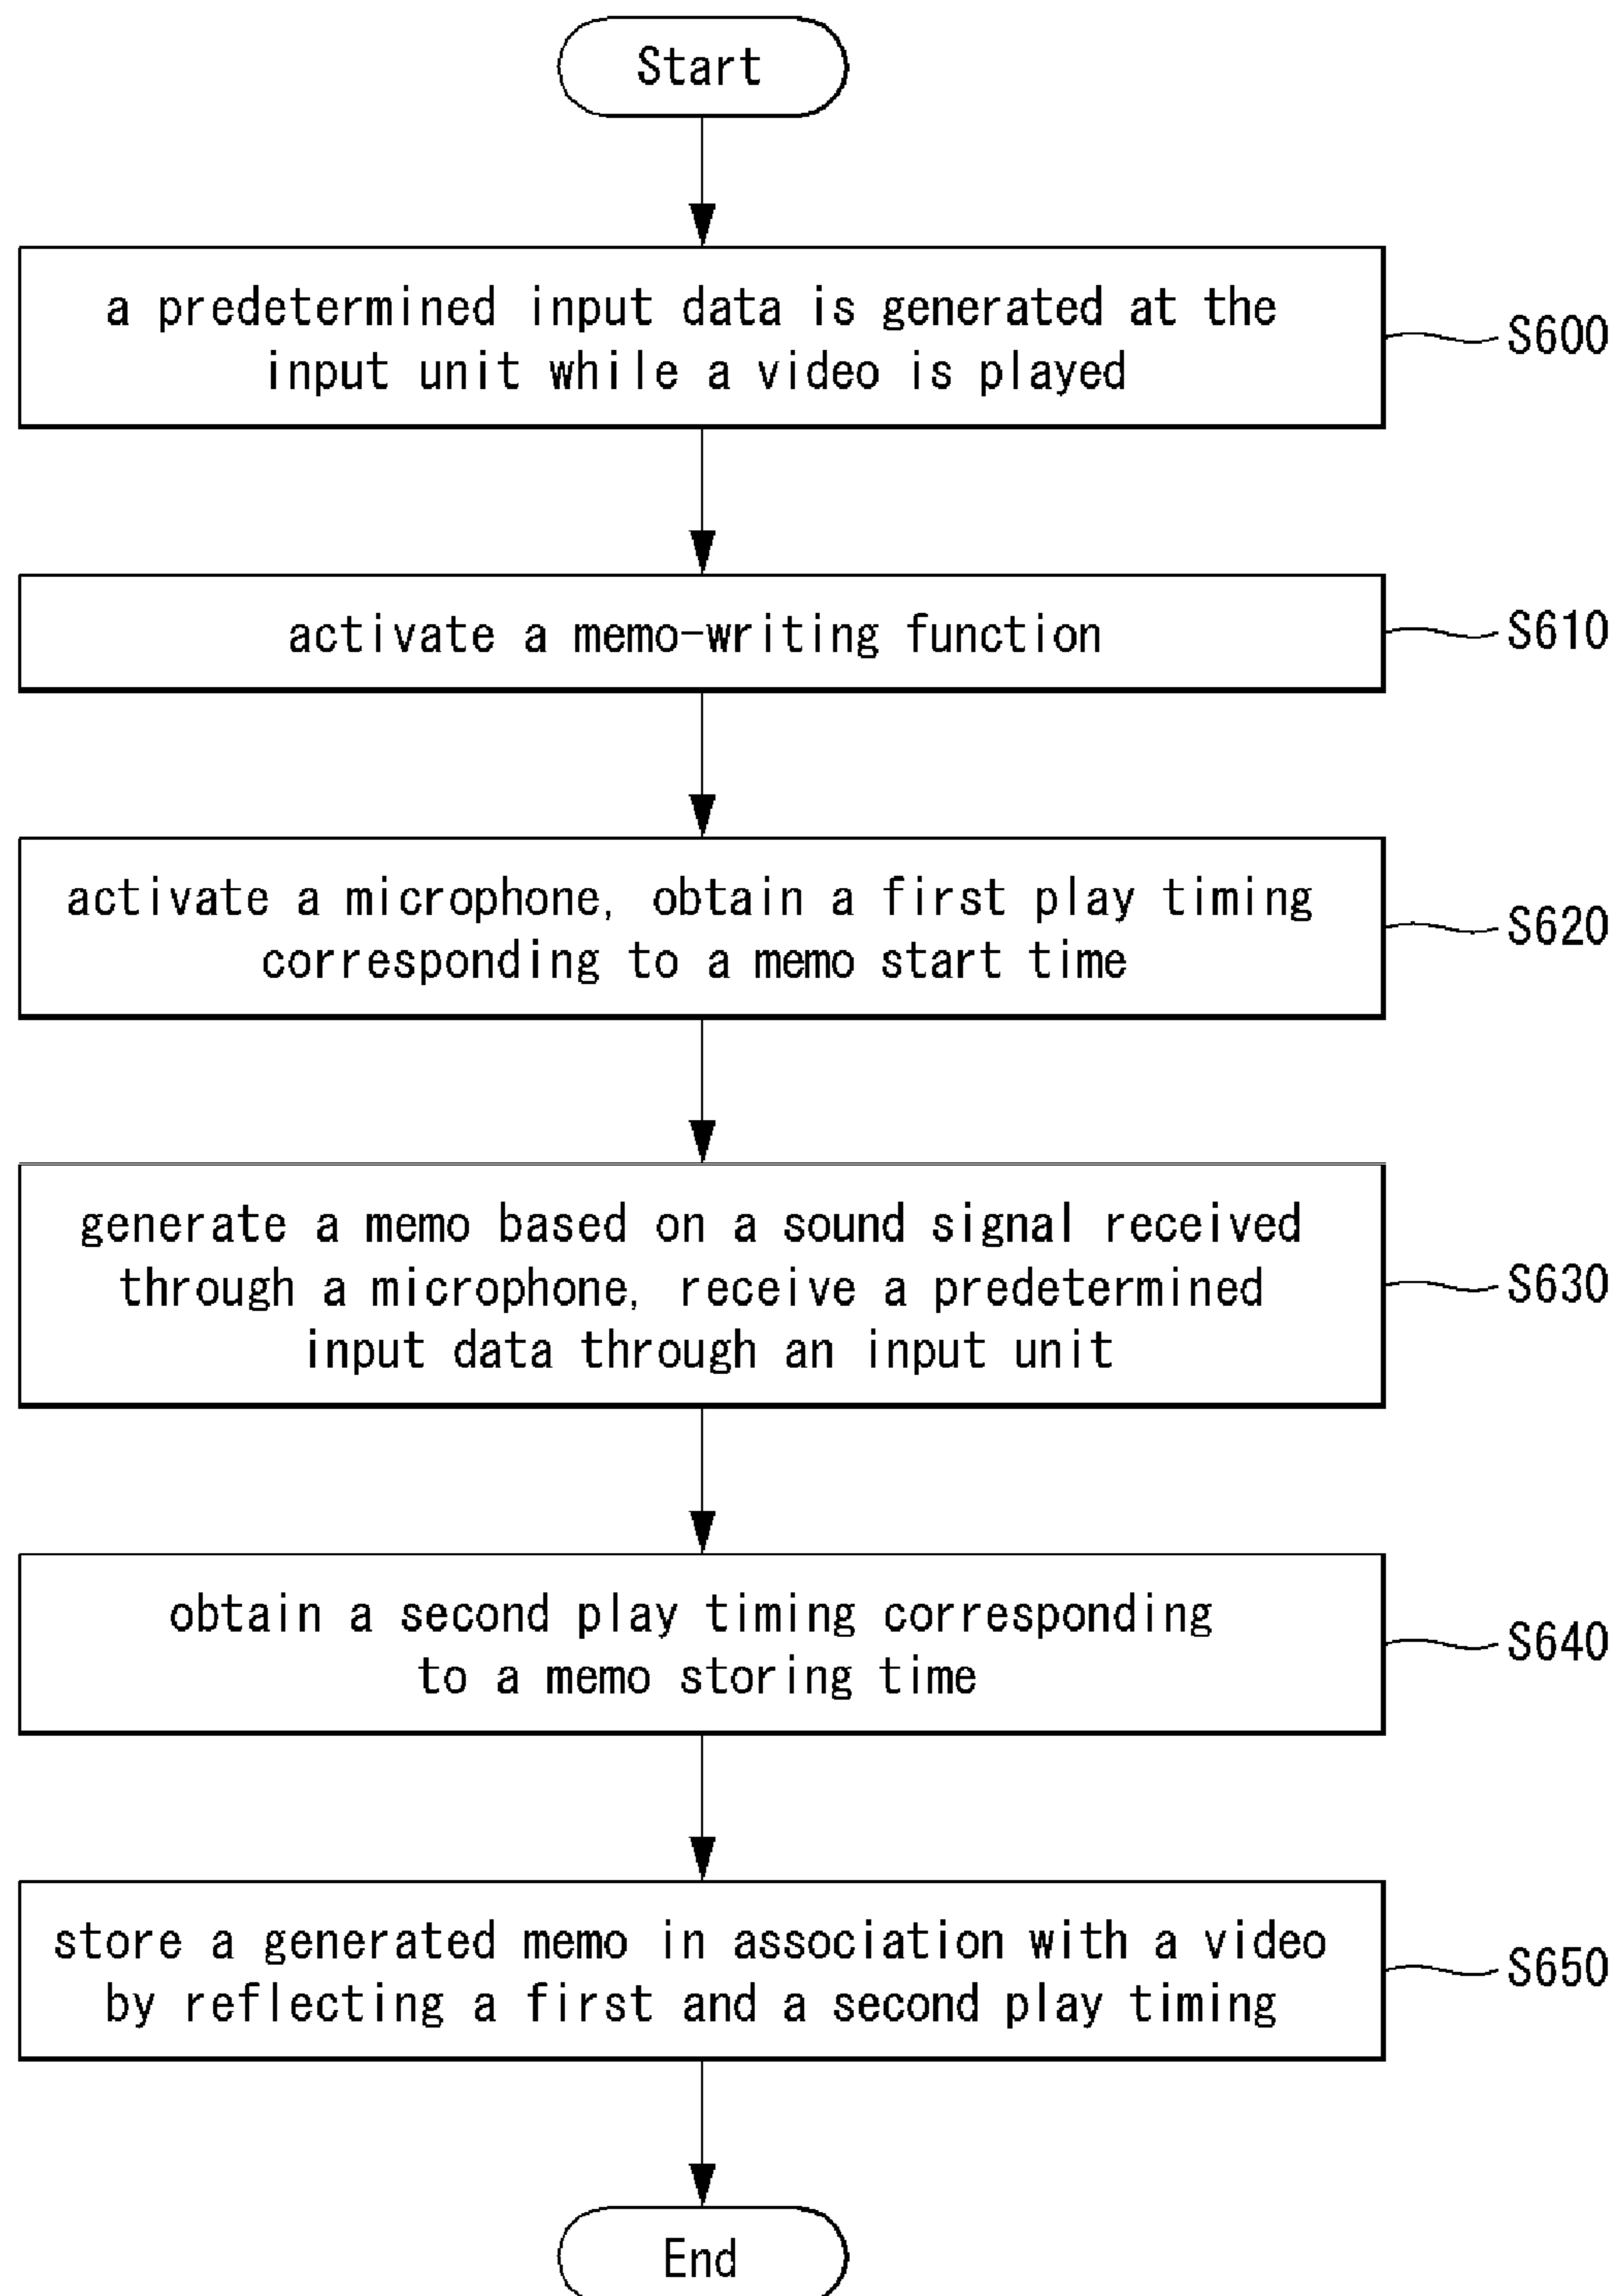 Start
a predetermined input data is generated at the
input unit while a video is played
S600
activate a memo-writing function
S610
activate a microphone, obtain a first play timing
corresponding to a memo start time
S620
generate a memo based on a sound signal received
through a microphone, receive a predetermined
input data through an input unit
S630
obtain a second play timing corresponding
to a memo storing time
S640
store a generated memo in association with a video
by reflecting a first and a second play timing
S650
End